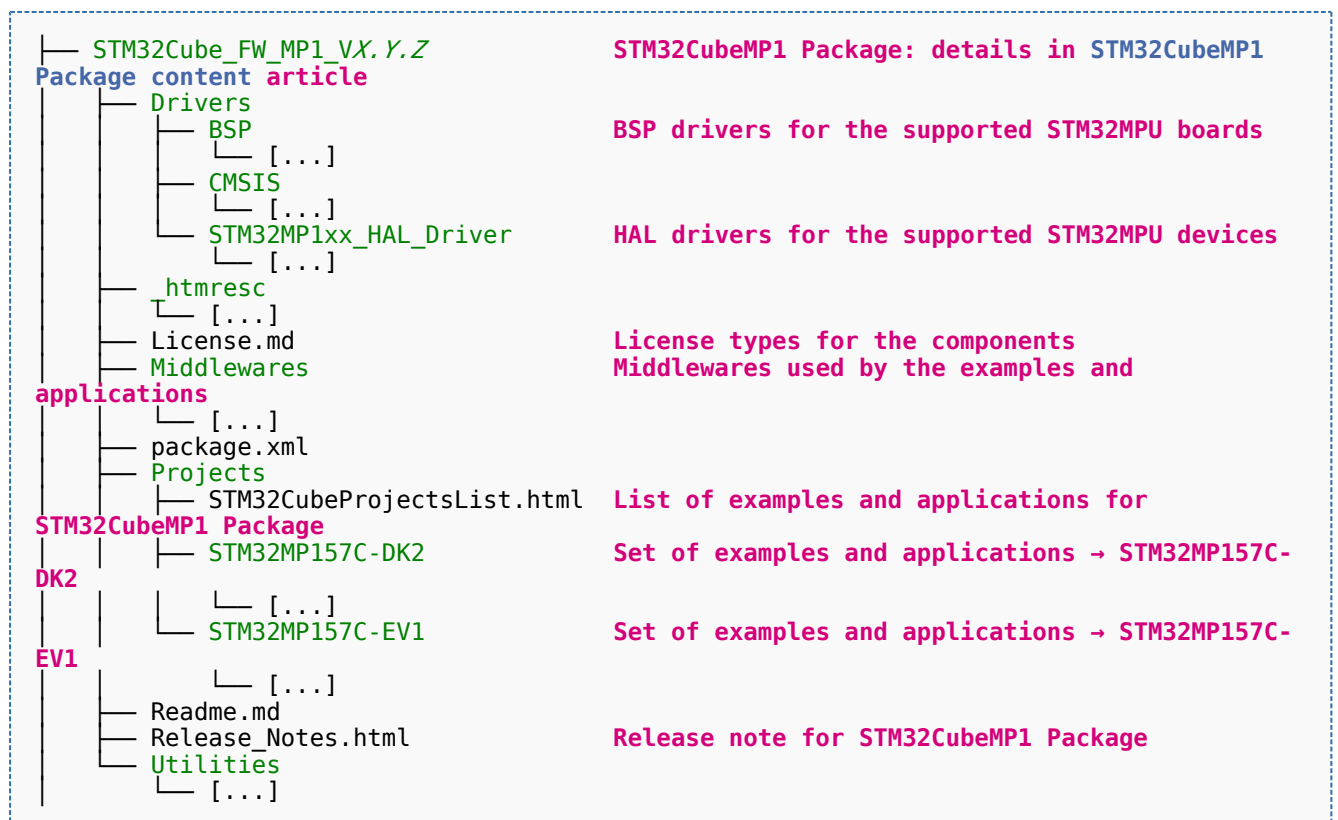 ├── STM32Cube_FW_MP1_VX.Y.Z             STM32CubeMP1 Package: details in STM32CubeMP1
Package content article
│   ├── Drivers
│   │   ├── BSP                         BSP drivers for the supported STM32MPU boards
│   │   │   └── [...]
│   │   ├── CMSIS
│   │   │   └── [...]
│   │   └── STM32MP1xx_HAL_Driver       HAL drivers for the supported STM32MPU devices
│   │       └── [...]
│   ├── _htmresc
│   │   └── [...]
│   ├── License.md                      License types for the components
│   ├── Middlewares                     Middlewares used by the examples and
applications
│   │   └── [...]
│   ├── package.xml
│   ├── Projects
│   │   ├── STM32CubeProjectsList.html  List of examples and applications for
STM32CubeMP1 Package
│   │   ├── STM32MP157C-DK2             Set of examples and applications → STM32MP157C-
DK2
│   │   │   └── [...]
│   │   └── STM32MP157C-EV1             Set of examples and applications → STM32MP157C-
EV1
│   │       └── [...]
│   ├── Readme.md
│   ├── Release_Notes.html              Release note for STM32CubeMP1 Package
│   └── Utilities
│       └── [...]